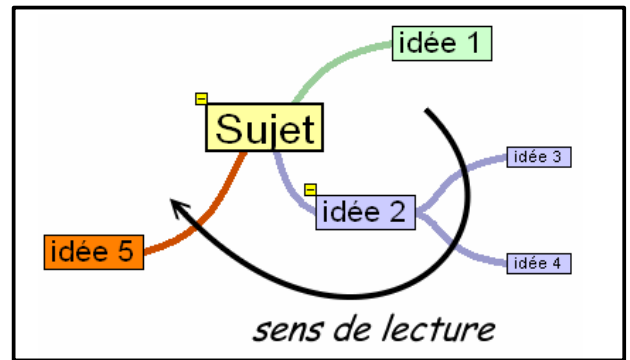 idée 1
Sujet
idée 3
idée 2
idée 4
idée 5
sens de lecture